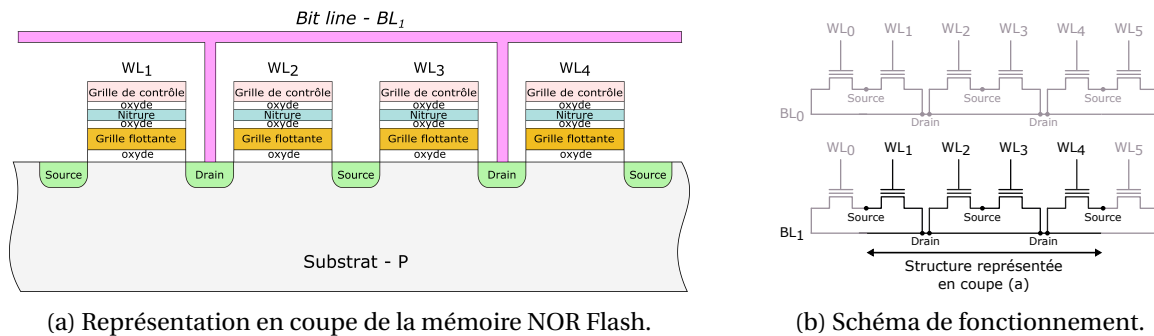 Bit line - BL1
WL1 WL2 WL3 WL4
Grille de contrôle Grille de contrôle Grille de contrôle Grille de contrôle
oxyde oxyde oxyde oxyde
Nitrure Nitrure Nitrure Nitrure
oxyde oxyde oxyde oxyde
Grille flottante Grille flottante Grille flottante Grille flottante
oxyde oxyde oxyde oxyde
Source Drain Source Drain Source
Substrat - P
(a) Représentation en coupe de la mémoire NOR Flash.
WL0 WL1 WL2 WL3 WL4 WL5
Source Source Source
BL0
Drain Drain
WL0 WL1 WL2 WL3 WL4 WL5
Source Source Source
BL1
Drain Drain
Structure représentée
en coupe (a)
(b) Schéma de fonctionnement.